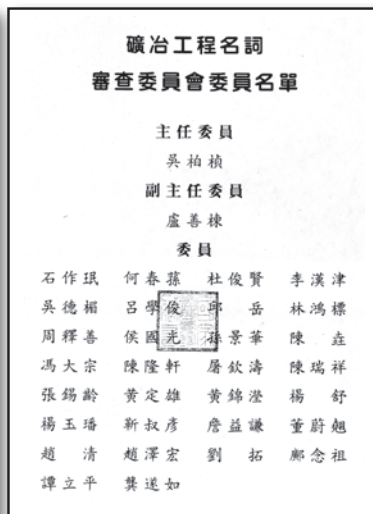 礦冶工程名詞
審查委員會委員名單
主任委員
吳柏楨
副主任委員
盧善棟
委員
石作珉 何春蓀 杜俊賢 李漢津
吳德楣 呂學俊 邱岳 林鴻標
周釋善 侯國光 孫景華 陳垚
馮大宗 陳隆軒 屠欽濤 陳瑞祥
張錫齡 黃定雄 黃錦瀅 楊舒
楊玉璠 靳叔彥 詹益謙 董蔚翹
趙清 趙澤宏 劉拓 鄺念祖
譚立平 龔遂如